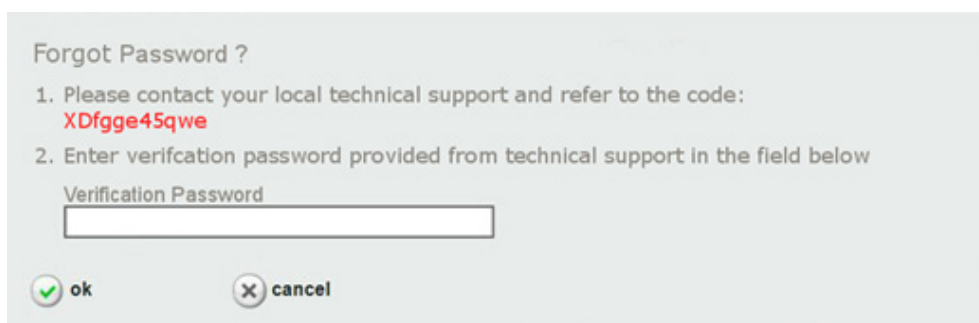 Forgot Password ?
1. Please contact your local technical support and refer to the code:
XDfgge45qwe
2. Enter verifcation password provided from technical support in the field below
Verification Password
ok cancel